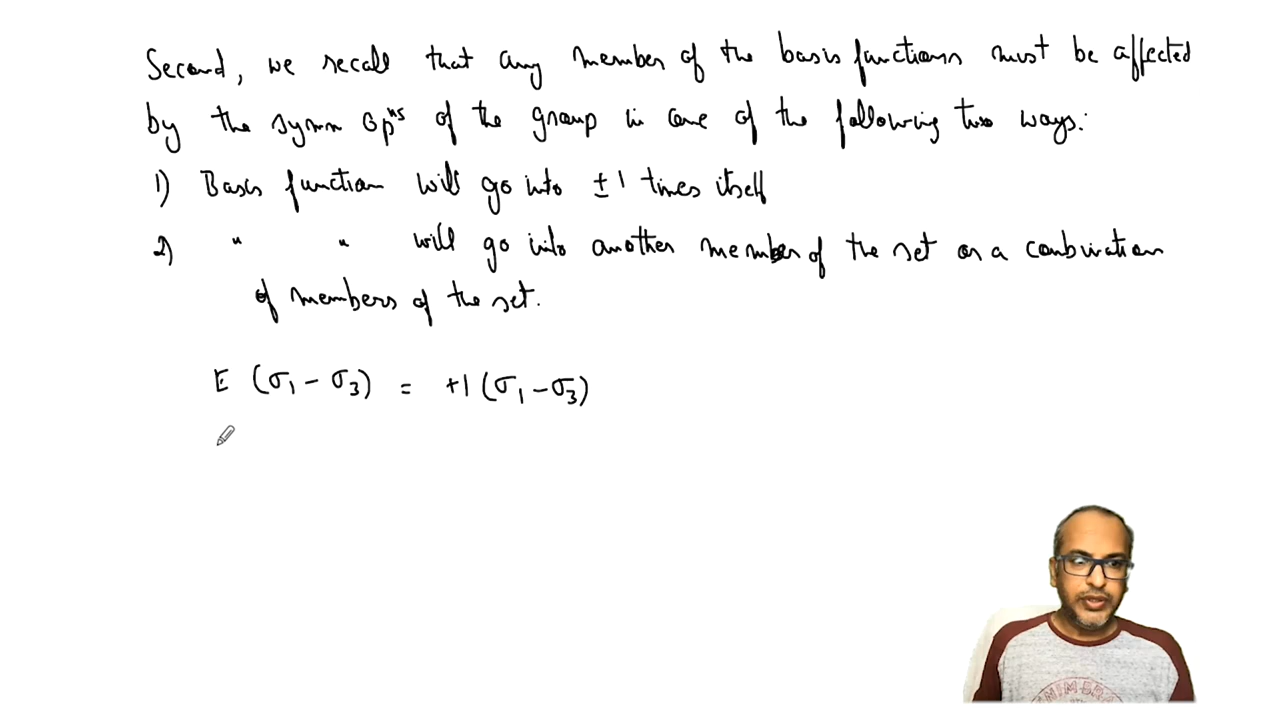 Second, we recall that any member of the basis functions must be affected
by the symm opⁿˢ of the group in one of the following two ways:
1) Basis function will go into ±1 times itself
2) " " will go into another member of the set or a combination
of members of the set.
E (σ₁ - σ₃) = +1 (σ₁ - σ₃)